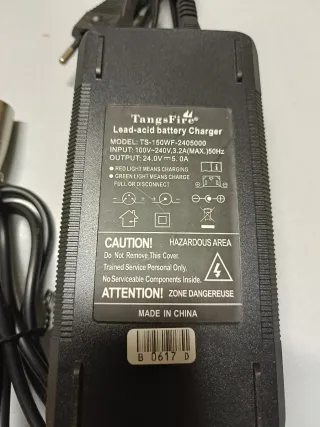 TangsFire®
Lead-acid battery Charger
MODEL: TS-150WF-2405000
INPUT: 100V~240V,3.2A(MAX.)50Hz
OUTPUT: 24.0V⎓5.0A
● RED LIGHT MEANS CHARGING
● GREEN LIGHT MEANS CHARGE
FULL OR DISCONNECT
CAUTION! HAZARDOUS AREA
Do Not Remove This Cover.
Trained Service Personal Only.
No Serviceable Components Inside.
ATTENTION! ZONE DANGEREUSE
MADE IN CHINA
B 0617 D